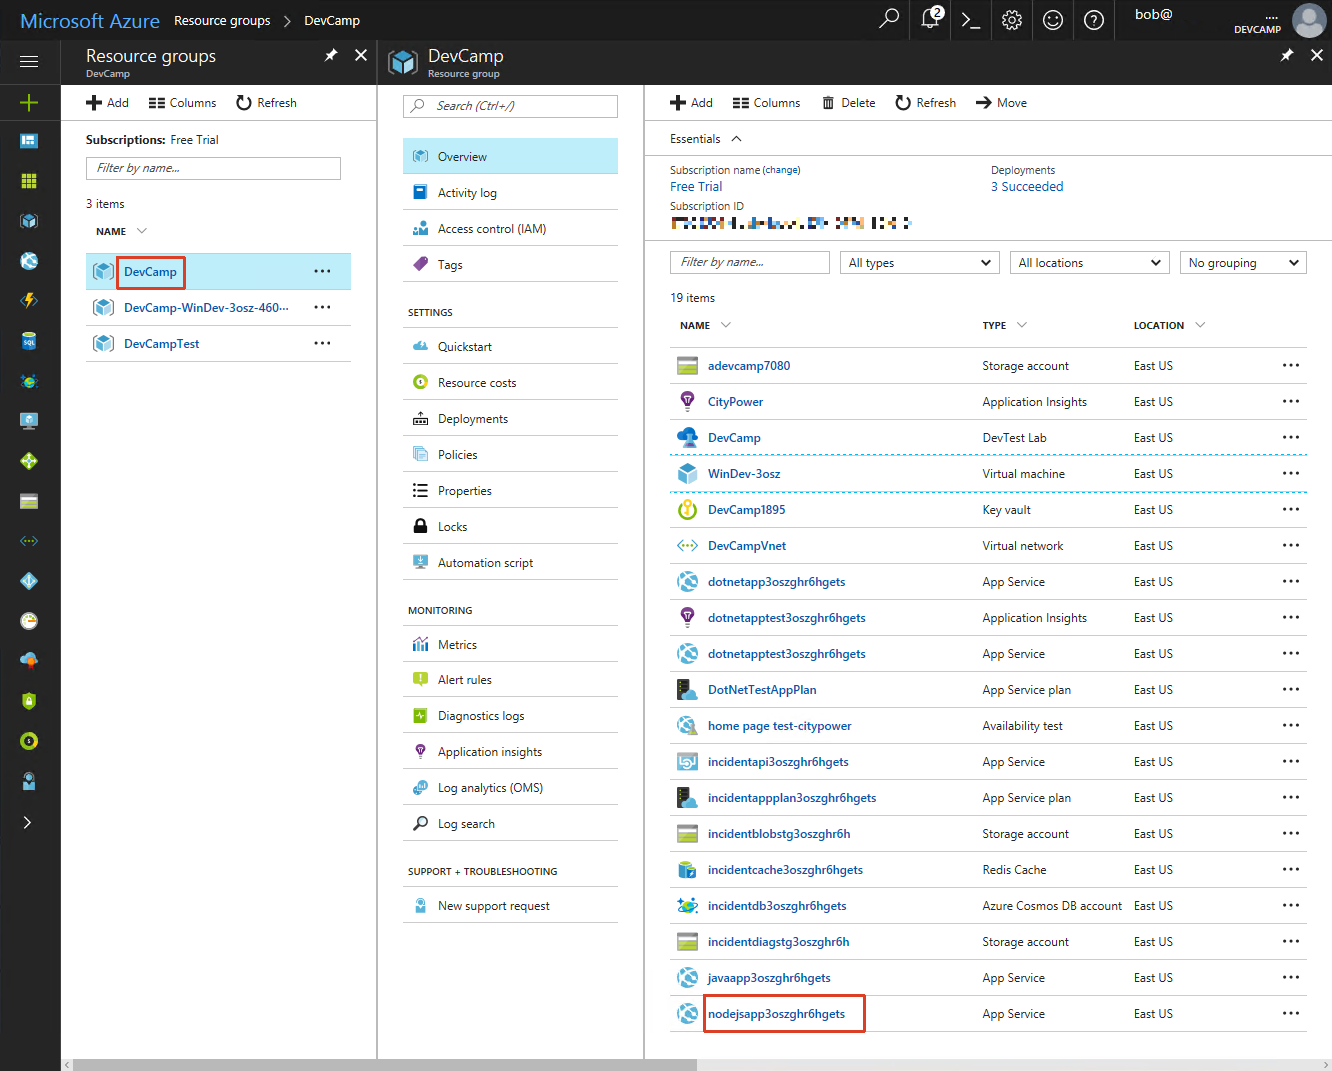 Microsoft Azure Resource groups > DevCamp
2
bob@
....
DEVCAMP
Resource groups
DevCamp
Add Columns Refresh
Subscriptions: Free Trial
Filter by name...
3 items
NAME
DevCamp ...
DevCamp-WinDev-3osz-460... ...
DevCampTest ...
DevCamp
Resource group
Search (Ctrl+/)
Overview
Activity log
Access control (IAM)
Tags
SETTINGS
Quickstart
Resource costs
Deployments
Policies
Properties
Locks
Automation script
MONITORING
Metrics
Alert rules
Diagnostics logs
Application insights
Log analytics (OMS)
Log search
SUPPORT + TROUBLESHOOTING
New support request
Add Columns Delete Refresh Move
Essentials
Subscription name (change)
Free Trial
Deployments
3 Succeeded
Subscription ID
Filter by name... All types All locations No grouping
19 items
NAME TYPE LOCATION
adevcamp7080 Storage account East US ...
CityPower Application Insights East US ...
DevCamp DevTest Lab East US ...
WinDev-3osz Virtual machine East US ...
DevCamp1895 Key vault East US ...
DevCampVnet Virtual network East US ...
dotnetapp3oszghr6hgets App Service East US ...
dotnetapptest3oszghr6hgets Application Insights East US ...
dotnetapptest3oszghr6hgets App Service East US ...
DotNetTestAppPlan App Service plan East US ...
home page test-citypower Availability test East US ...
incidentapi3oszghr6hgets App Service East US ...
incidentappplan3oszghr6hgets App Service plan East US ...
incidentblobstg3oszghr6h Storage account East US ...
incidentcache3oszghr6hgets Redis Cache East US ...
incidentdb3oszghr6hgets Azure Cosmos DB account East US ...
incidentdiagstg3oszghr6h Storage account East US ...
javaapp3oszghr6hgets App Service East US ...
nodejsapp3oszghr6hgets App Service East US ...